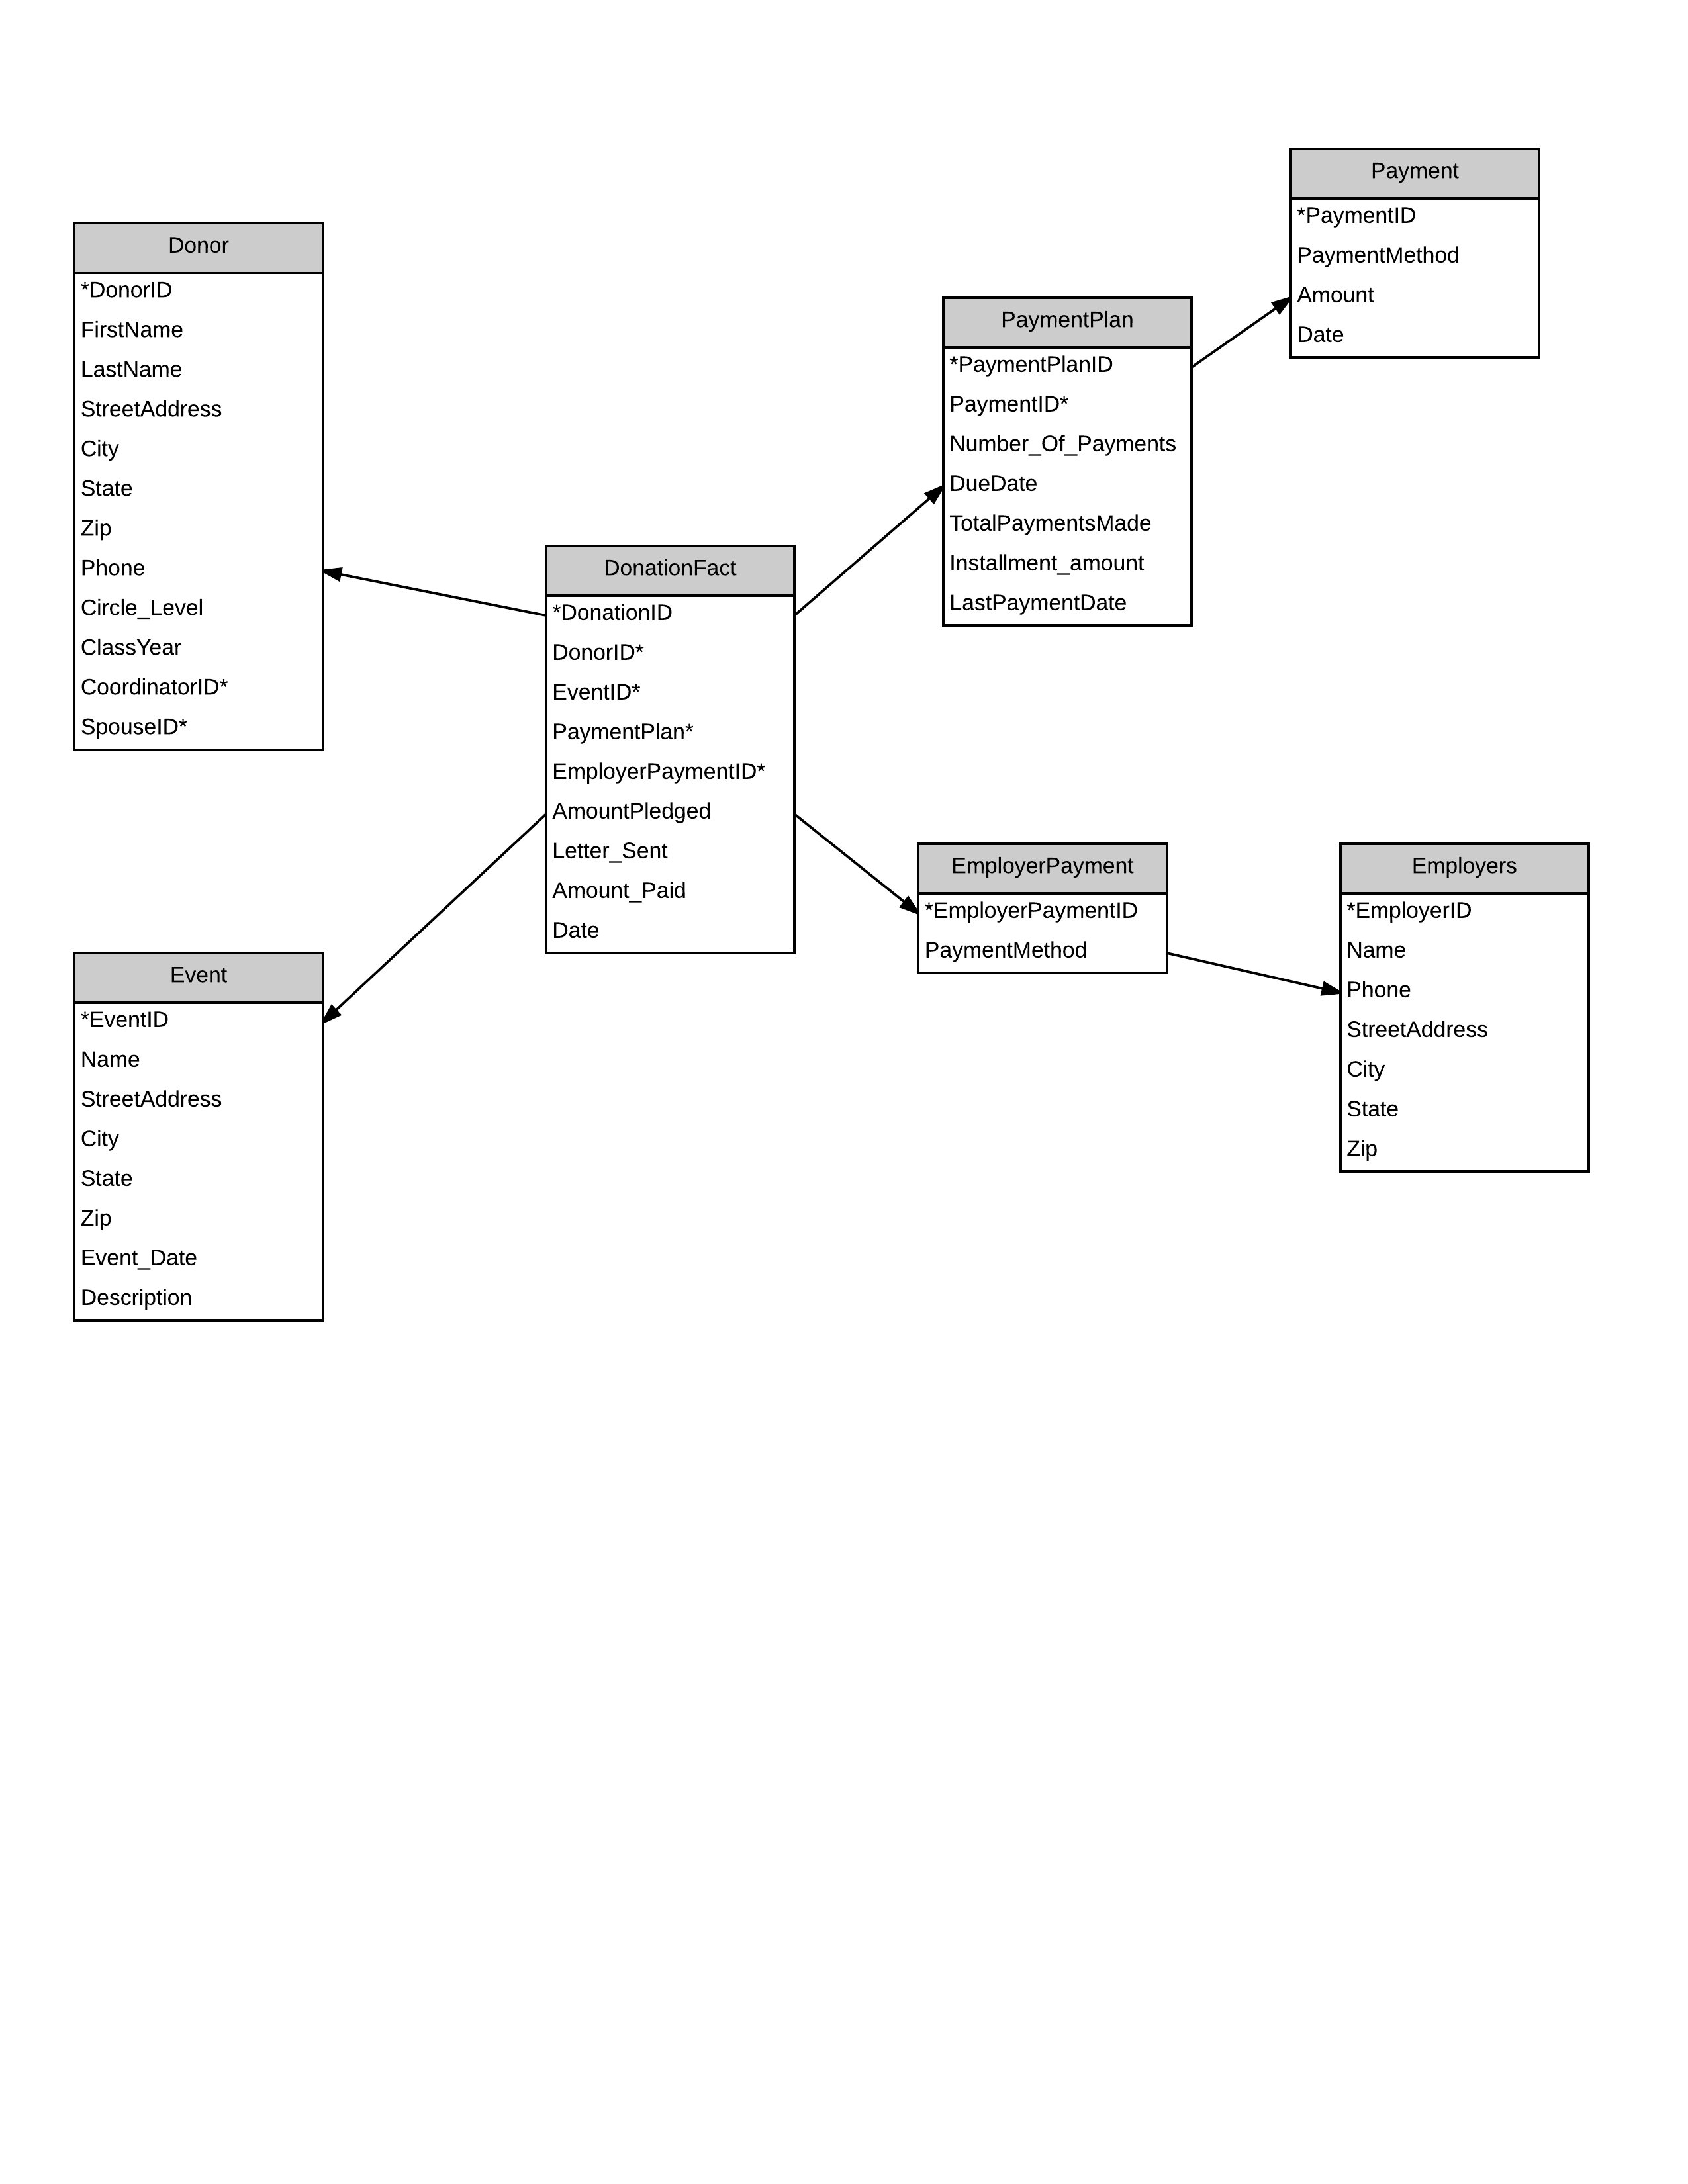 Payment
*PaymentID
PaymentMethod
Amount
Date
Donor
*DonorID
FirstName
LastName
StreetAddress
City
State
Zip
Phone
Circle_Level
ClassYear
CoordinatorID*
SpouseID*
PaymentPlan
*PaymentPlanID
PaymentID*
Number_Of_Payments
DueDate
TotalPaymentsMade
Installment_amount
LastPaymentDate
DonationFact
*DonationID
DonorID*
EventID*
PaymentPlan*
EmployerPaymentID*
AmountPledged
Letter_Sent
Amount_Paid
Date
EmployerPayment
*EmployerPaymentID
PaymentMethod
Employers
*EmployerID
Name
Phone
StreetAddress
City
State
Zip
Event
*EventID
Name
StreetAddress
City
State
Zip
Event_Date
Description